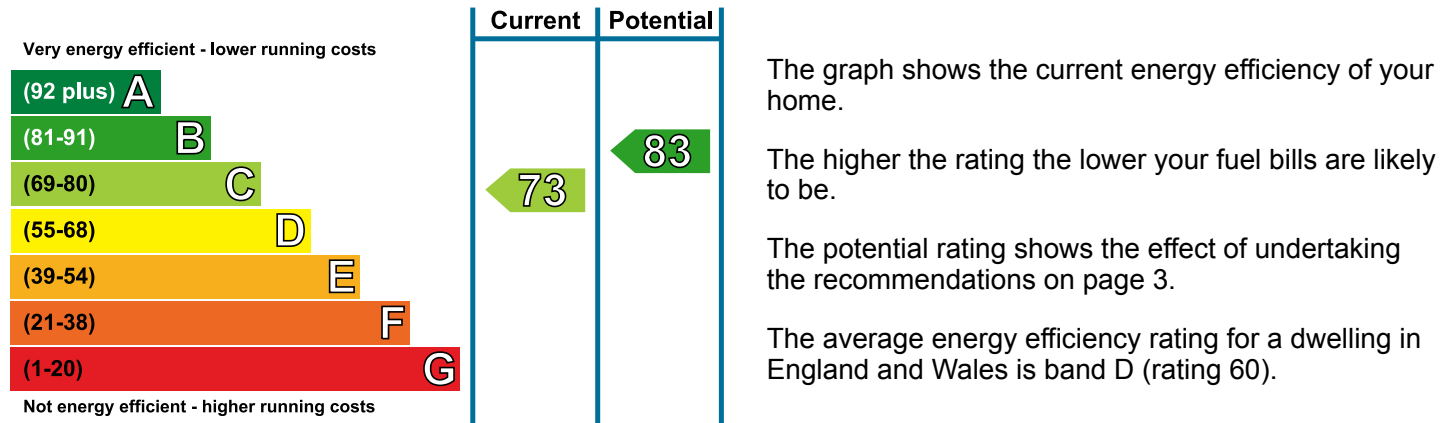 Current Potential
Very energy efficient - lower running costs
(92 plus) A
(81-91) B
83
(69-80) C
73
(55-68) D
(39-54) E
(21-38) F
(1-20) G
Not energy efficient - higher running costs
The graph shows the current energy efficiency of your
home.
The higher the rating the lower your fuel bills are likely
to be.
The potential rating shows the effect of undertaking
the recommendations on page 3.
The average energy efficiency rating for a dwelling in
England and Wales is band D (rating 60).